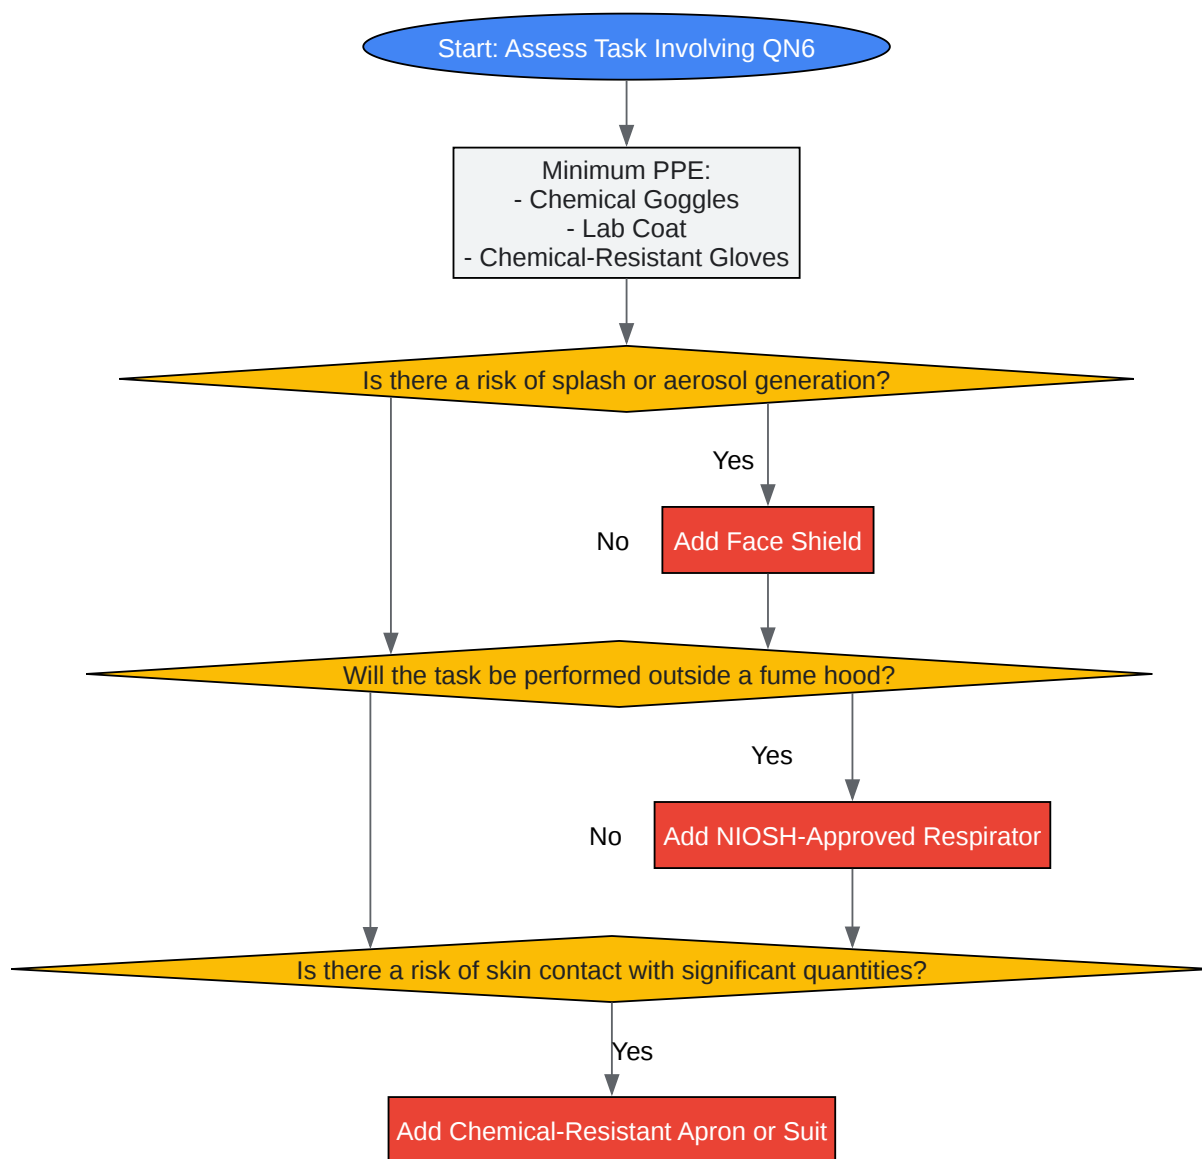 Start: Assess Task Involving QN6
Minimum PPE:
- Chemical Goggles
- Lab Coat
- Chemical-Resistant Gloves
Is there a risk of splash or aerosol generation?
Yes
No
Add Face Shield
Will the task be performed outside a fume hood?
Yes
No
Add NIOSH-Approved Respirator
Is there a risk of skin contact with significant quantities?
Yes
Add Chemical-Resistant Apron or Suit